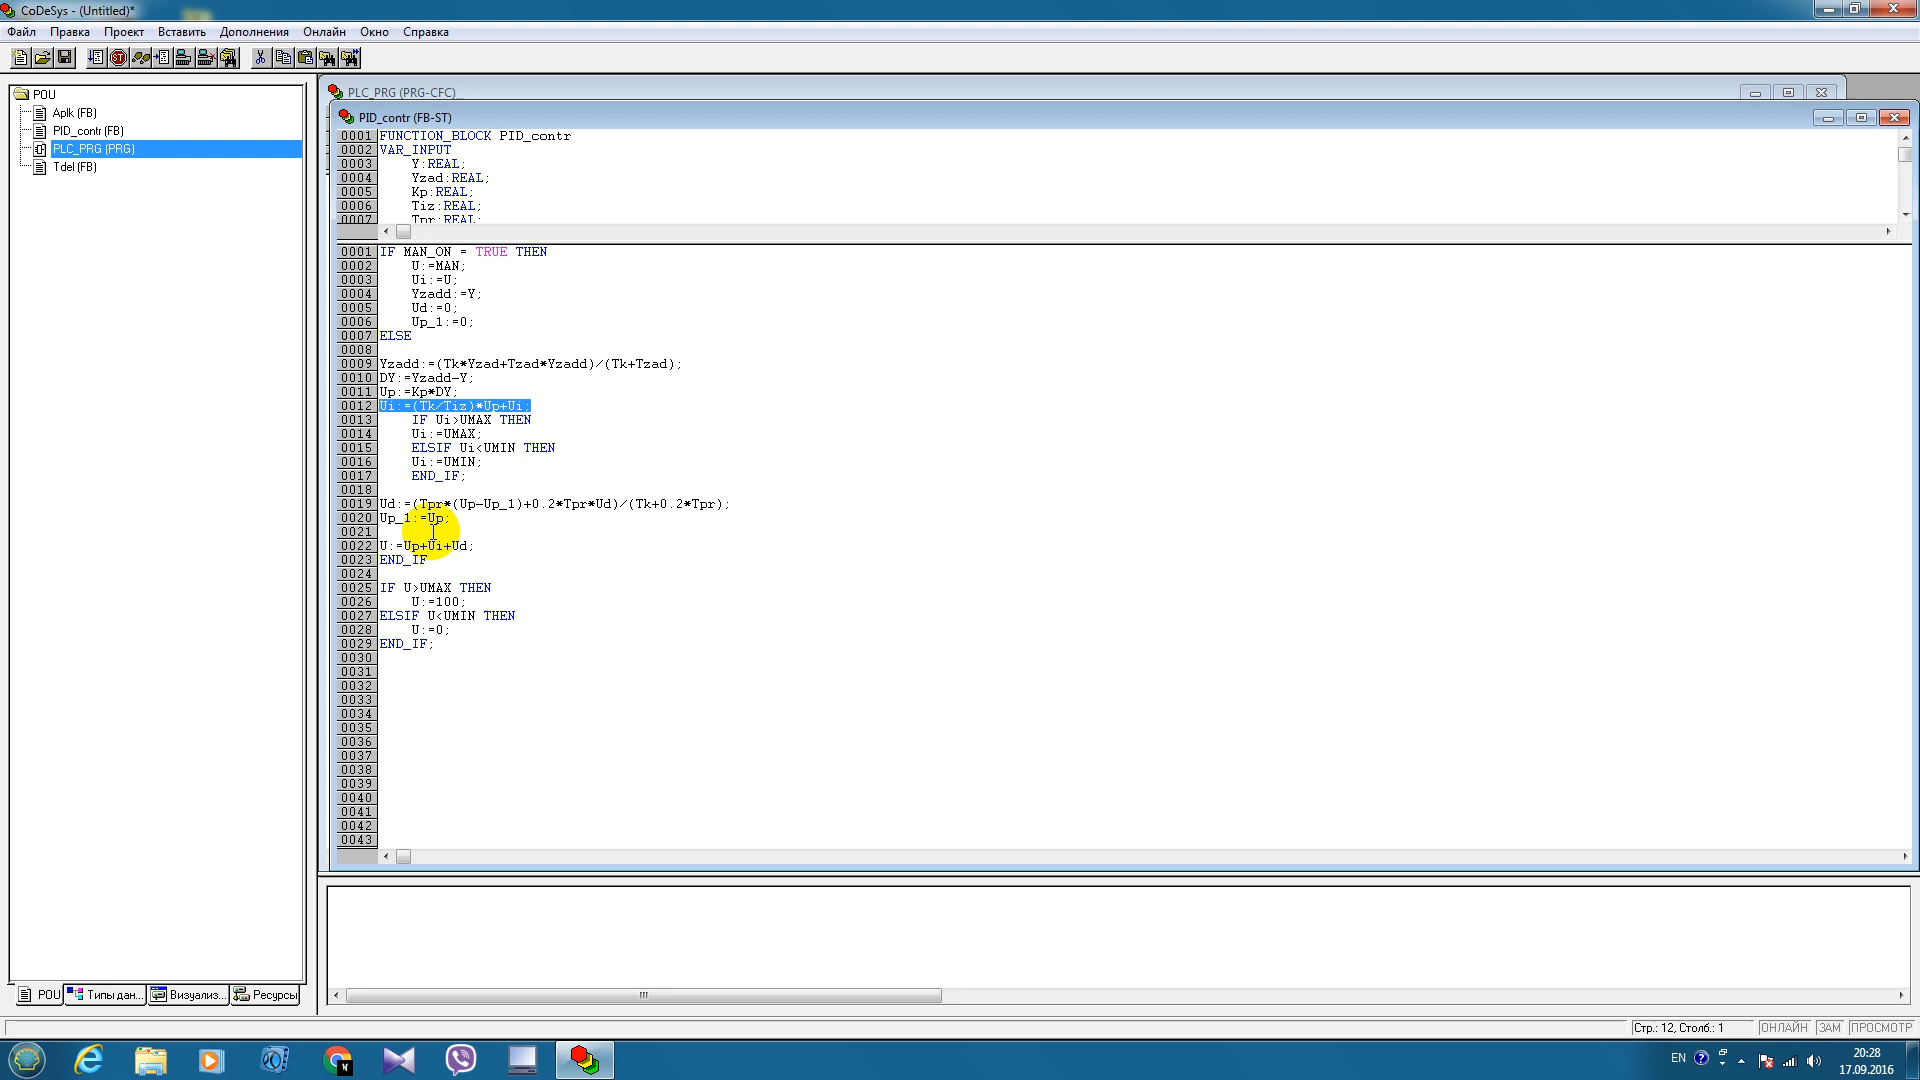 CoDeSys - (Untitled)*
Файл Правка Проект Вставить Дополнения Онлайн Окно Справка
POU
Aplk (FB)
PID_contr (FB)
PLC_PRG (PRG)
Tdel (FB)
PLC_PRG (PRG-CFC)
PID_contr (FB-ST)
0001 FUNCTION_BLOCK PID_contr
0002 VAR_INPUT
0003 Y:REAL;
0004 Yzad:REAL;
0005 Kp:REAL;
0006 Tiz:REAL;
0007 Tpr:REAL;
0001 IF MAN_ON = TRUE THEN
0002 U:=MAN;
0003 Ui:=U;
0004 Yzadd:=Y;
0005 Ud:=0;
0006 Up_1:=0;
0007 ELSE
0008
0009 Yzadd:=(Tk*Yzad+Tzad*Yzadd)/(Tk+Tzad);
0010 DY:=Yzadd-Y;
0011 Up:=Kp*DY;
0012 Ui:=(Tk/Tiz)*Up+Ui;
0013 IF Ui>UMAX THEN
0014 Ui:=UMAX;
0015 ELSIF Ui<UMIN THEN
0016 Ui:=UMIN;
0017 END_IF;
0018
0019 Ud:=(Tpr*(Up-Up_1)+0.2*Tpr*Ud)/(Tk+0.2*Tpr);
0020 Up_1:=Up;
0021
0022 U:=Up+Ui+Ud;
0023 END_IF
0024
0025 IF U>UMAX THEN
0026 U:=100;
0027 ELSIF U<UMIN THEN
0028 U:=0;
0029 END_IF;
0030
0031
0032
0033
0034
0035
0036
0037
0038
0039
0040
0041
0042
0043
POU Типы дан... Визуализ... Ресурсы
Стр.: 12, Столб.: 1 ОНЛАЙН ЗАМ ПРОСМОТР
EN 20:28
17.09.2016